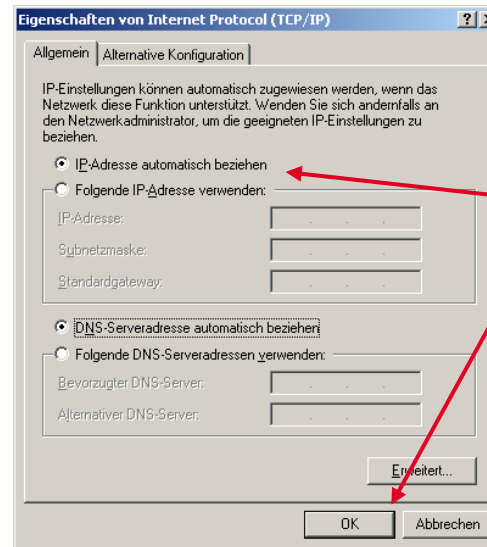 Eigenschaften von Internet Protocol (TCP/IP)
Allgemein Alternative Konfiguration
IP-Einstellungen können automatisch zugewiesen werden, wenn das
Netzwerk diese Funktion unterstützt. Wenden Sie sich andernfalls an
den Netzwerkadministrator, um die geeigneten IP-Einstellungen zu
beziehen.
IP-Adresse automatisch beziehen
Folgende IP-Adresse verwenden:
IP-Adresse:
Subnetzmaske:
Standardgateway:
DNS-Serveradresse automatisch beziehen
Folgende DNS-Serveradressen verwenden:
Bevorzugter DNS-Server:
Alternativer DNS-Server:
Erweitert...
OK Abbrechen